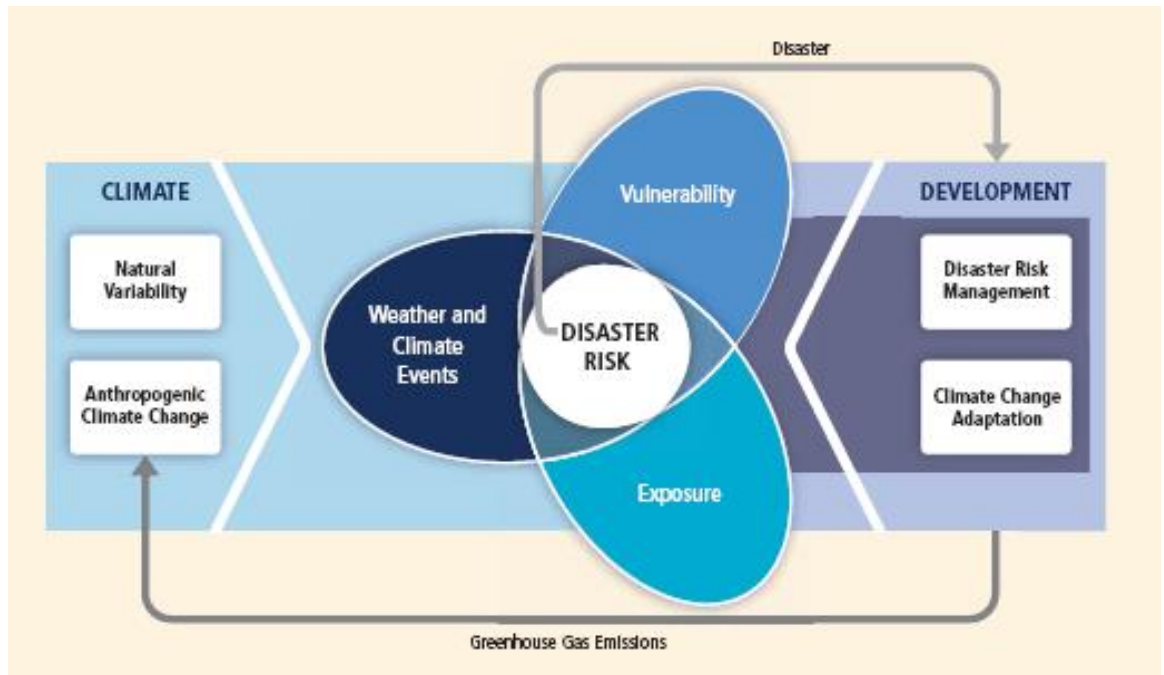 Disaster
CLIMATE
Natural
Variability
Anthropogenic
Climate Change
Weather and
Climate
Events
Vulnerability
DISASTER
RISK
Exposure
DEVELOPMENT
Disaster Risk
Management
Climate Change
Adaptation
Greenhouse Gas Emissions